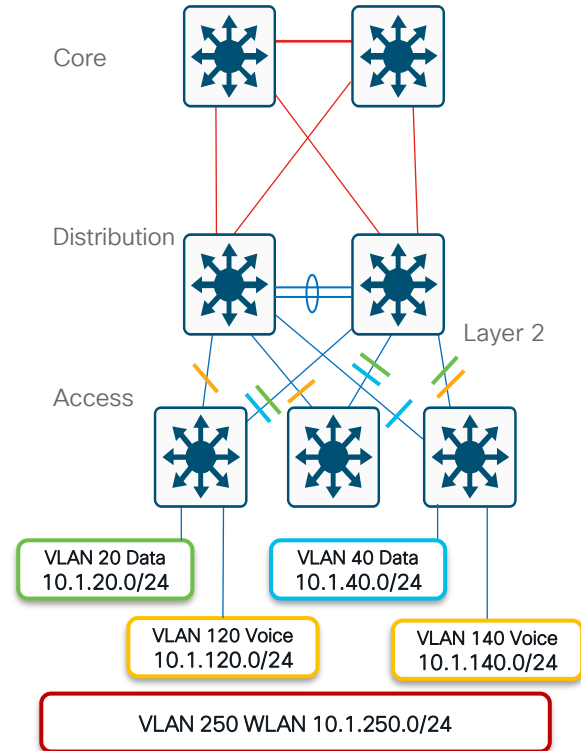 Core
Distribution
Layer 2
Access
VLAN 20 Data
10.1.20.0/24
VLAN 40 Data
10.1.40.0/24
VLAN 120 Voice
10.1.120.0/24
VLAN 140 Voice
10.1.140.0/24
VLAN 250 WLAN 10.1.250.0/24